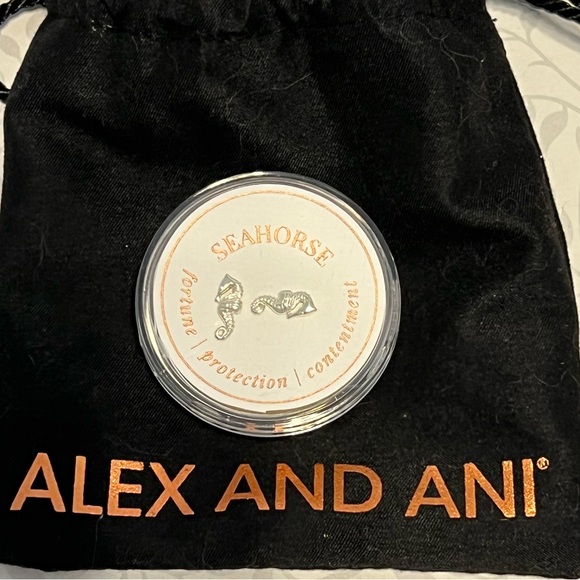 SEAHORSE
fortune | protection | contentment
ALEX AND ANI®